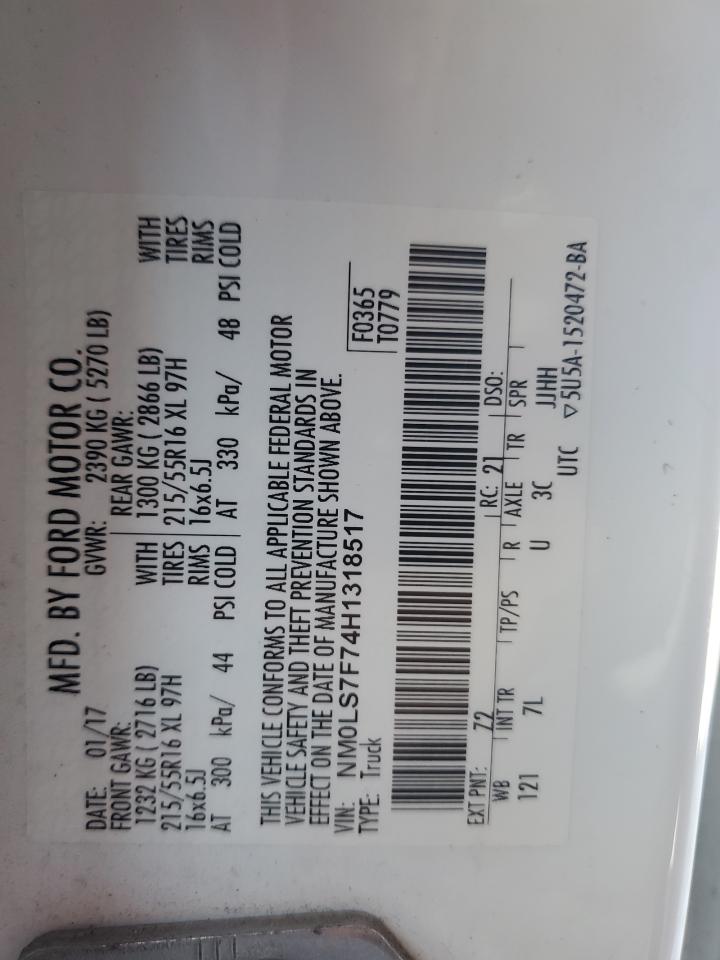 MFD. BY FORD MOTOR CO.
DATE: 01/17 GVWR: 2390 KG ( 5270 LB)
FRONT GAWR: REAR GAWR:
1232 KG ( 2716 LB) WITH 1300 KG ( 2866 LB) WITH
215/55R16 XL 97H TIRES 215/55R16 XL 97H TIRES
16x6.5J RIMS 16x6.5J RIMS
AT 300 kPa/ 44 PSI COLD AT 330 kPa/ 48 PSI COLD
THIS VEHICLE CONFORMS TO ALL APPLICABLE FEDERAL MOTOR
VEHICLE SAFETY AND THEFT PREVENTION STANDARDS IN
EFFECT ON THE DATE OF MANUFACTURE SHOWN ABOVE.
VIN: NM0LS7F74H1318517
TYPE: Truck
F0365
T0779
EXT PNT: Z2 RC: 21 DSO:
WB INT TR TP/PS R AXLE TR SPR
121 7L U 3C JJHH
UTC ▽5U5A-1520472-BA